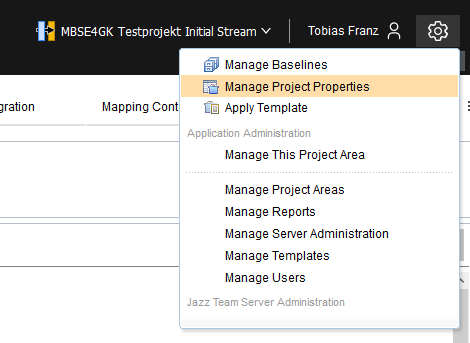 MBSE4GK Testprojekt Initial Stream
Tobias Franz
Manage Baselines
Manage Project Properties
gration
Mapping Cont
Apply Template
Application Administration
Manage This Project Area
Manage Project Areas
Manage Reports
Manage Server Administration
Manage Templates
Manage Users
Jazz Team Server Administration